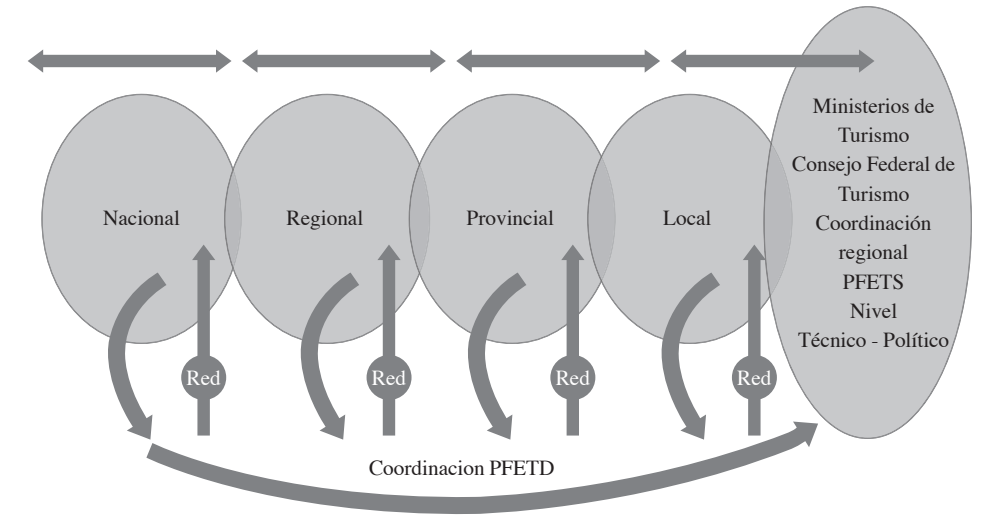 Ministerios de
Turismo
Consejo Federal de
Turismo
Coordinación
regional
PFETS
Nivel
Técnico - Político
Nacional
Regional
Provincial
Local
Red
Red
Red
Red
Coordinacion PFETD